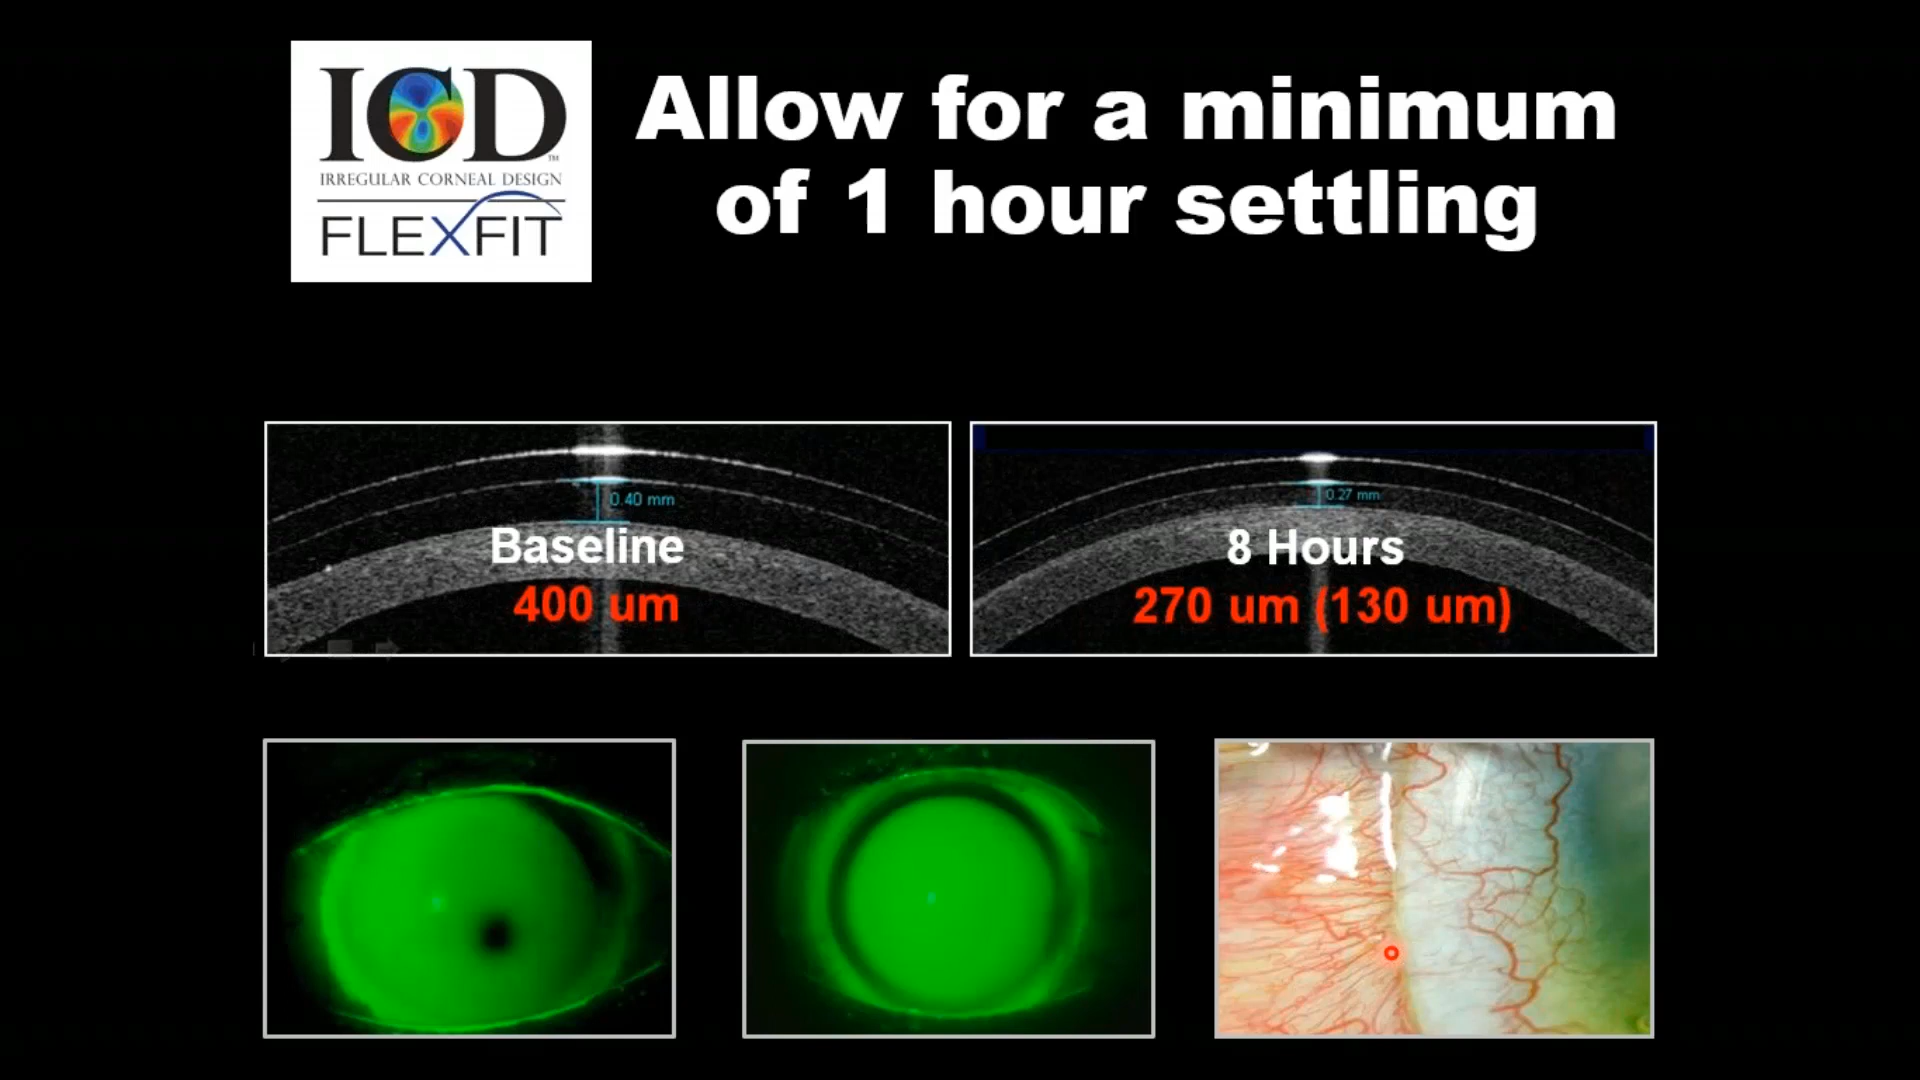 ICD™
IRREGULAR CORNEAL DESIGN
FLEXFIT
Allow for a minimum
of 1 hour settling
0.40 mm
Baseline
400 um
0.27 mm
8 Hours
270 um (130 um)